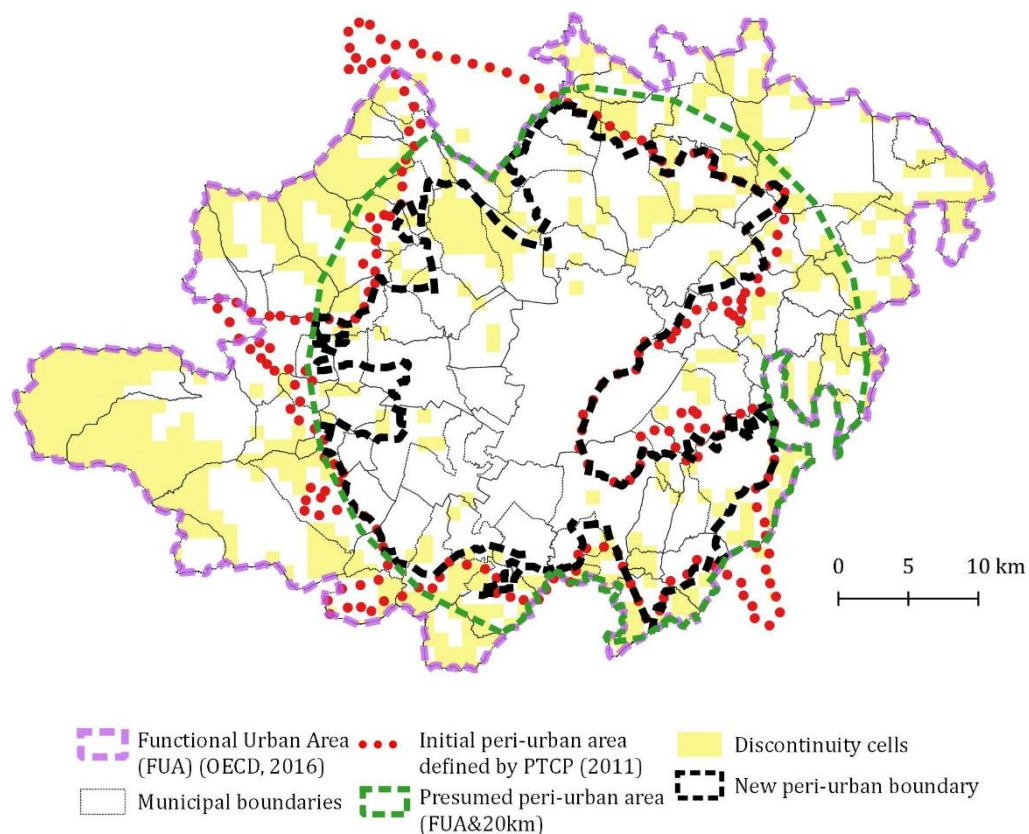 0 5 10 km
Functional Urban Area
(FUA) (OECD, 2016)
Municipal boundaries
Initial peri-urban area
defined by PTCP (2011)
Presumed peri-urban area
(FUA&20km)
Discontinuity cells
New peri-urban boundary